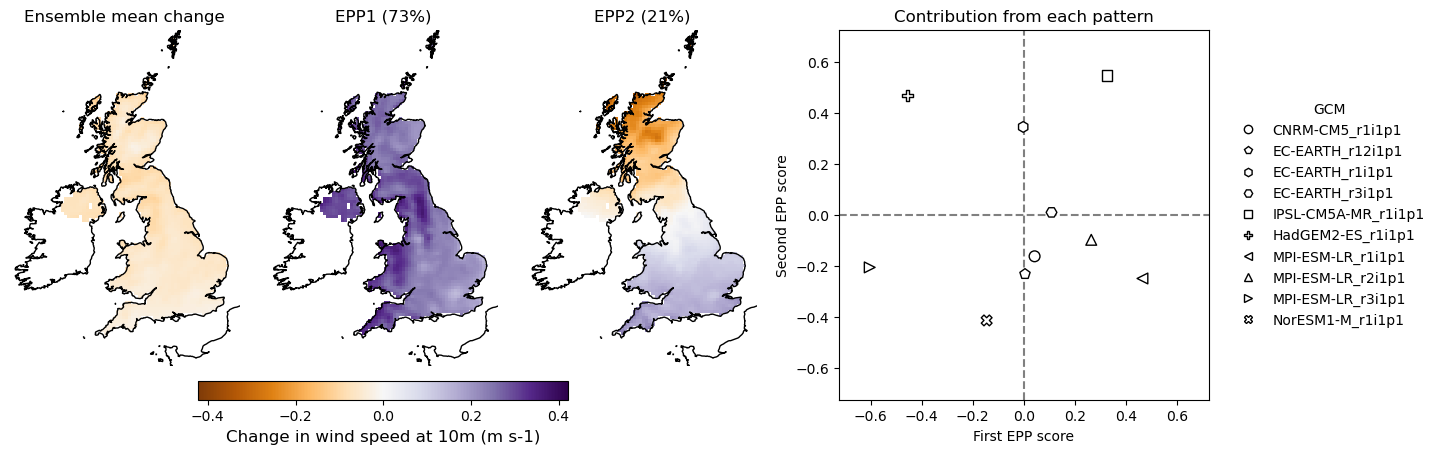 Ensemble mean change
EPP1 (73%)
EPP2 (21%)
−0.4
−0.2
0.0
0.2
0.4
Change in wind speed at 10m (m s-1)
Contribution from each pattern
Second EPP score
0.6
0.4
0.2
0.0
−0.2
−0.4
−0.6
−0.6
−0.4
−0.2
0.0
0.2
0.4
0.6
First EPP score
GCM
CNRM-CM5_r1i1p1
EC-EARTH_r12i1p1
EC-EARTH_r1i1p1
EC-EARTH_r3i1p1
IPSL-CM5A-MR_r1i1p1
HadGEM2-ES_r1i1p1
MPI-ESM-LR_r1i1p1
MPI-ESM-LR_r2i1p1
MPI-ESM-LR_r3i1p1
NorESM1-M_r1i1p1